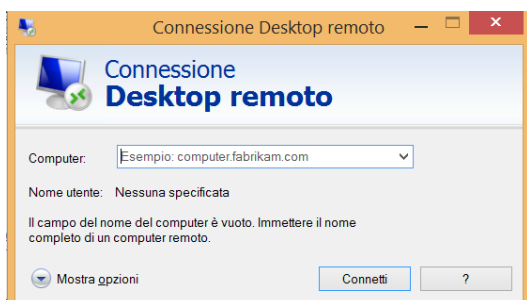 Connessione Desktop remoto
Connessione
Desktop remoto
Computer:
Esempio: computer.fabrikam.com
Nome utente: Nessuna specificata
Il campo del nome del computer è vuoto. Immettere il nome
completo di un computer remoto.
Mostra opzioni
Connetti
?